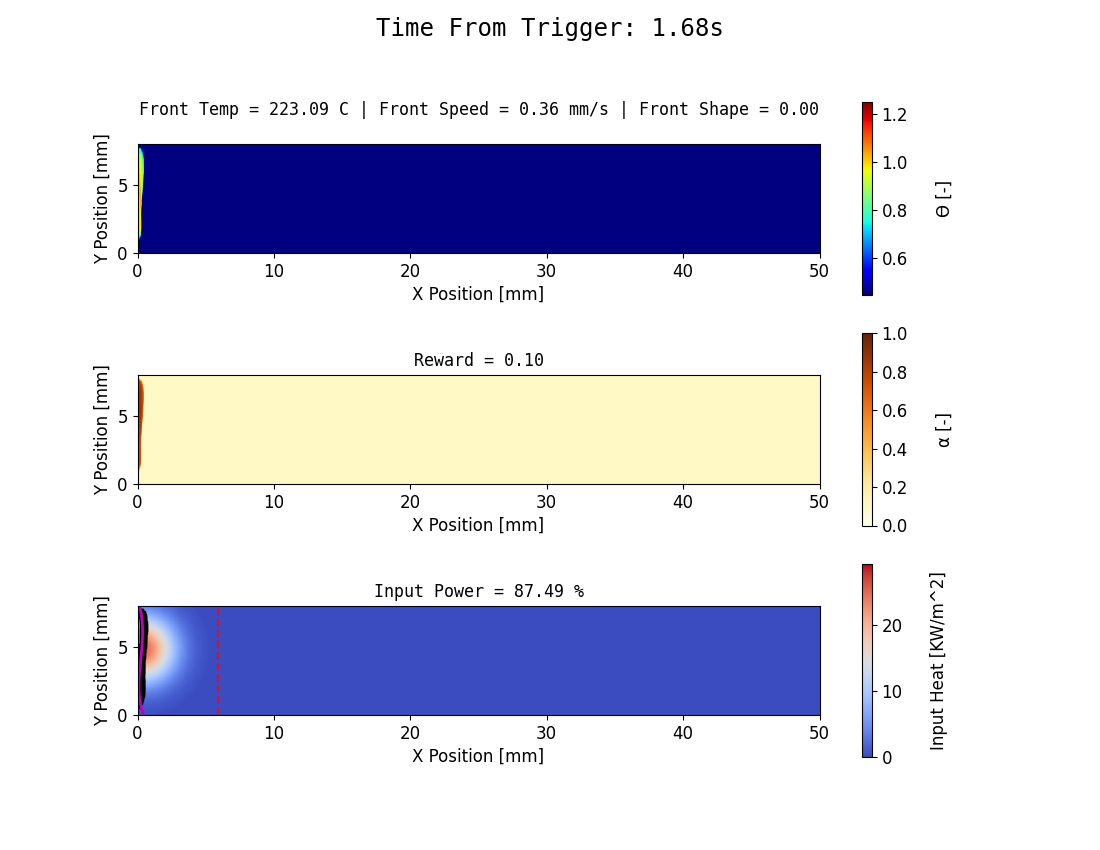 Time From Trigger: 1.68s
Front Temp = 223.09 C | Front Speed = 0.36 mm/s | Front Shape = 0.00
Y Position [mm]
5
0
0 10 20 30 40 50
X Position [mm]
1.2
1.0
0.8
0.6
Θ [-]
Reward = 0.10
Y Position [mm]
5
0
0 10 20 30 40 50
X Position [mm]
1.0
0.8
0.6
0.4
0.2
0.0
α [-]
Input Power = 87.49 %
Y Position [mm]
5
0
0 10 20 30 40 50
X Position [mm]
20
10
0
Input Heat [KW/m^2]